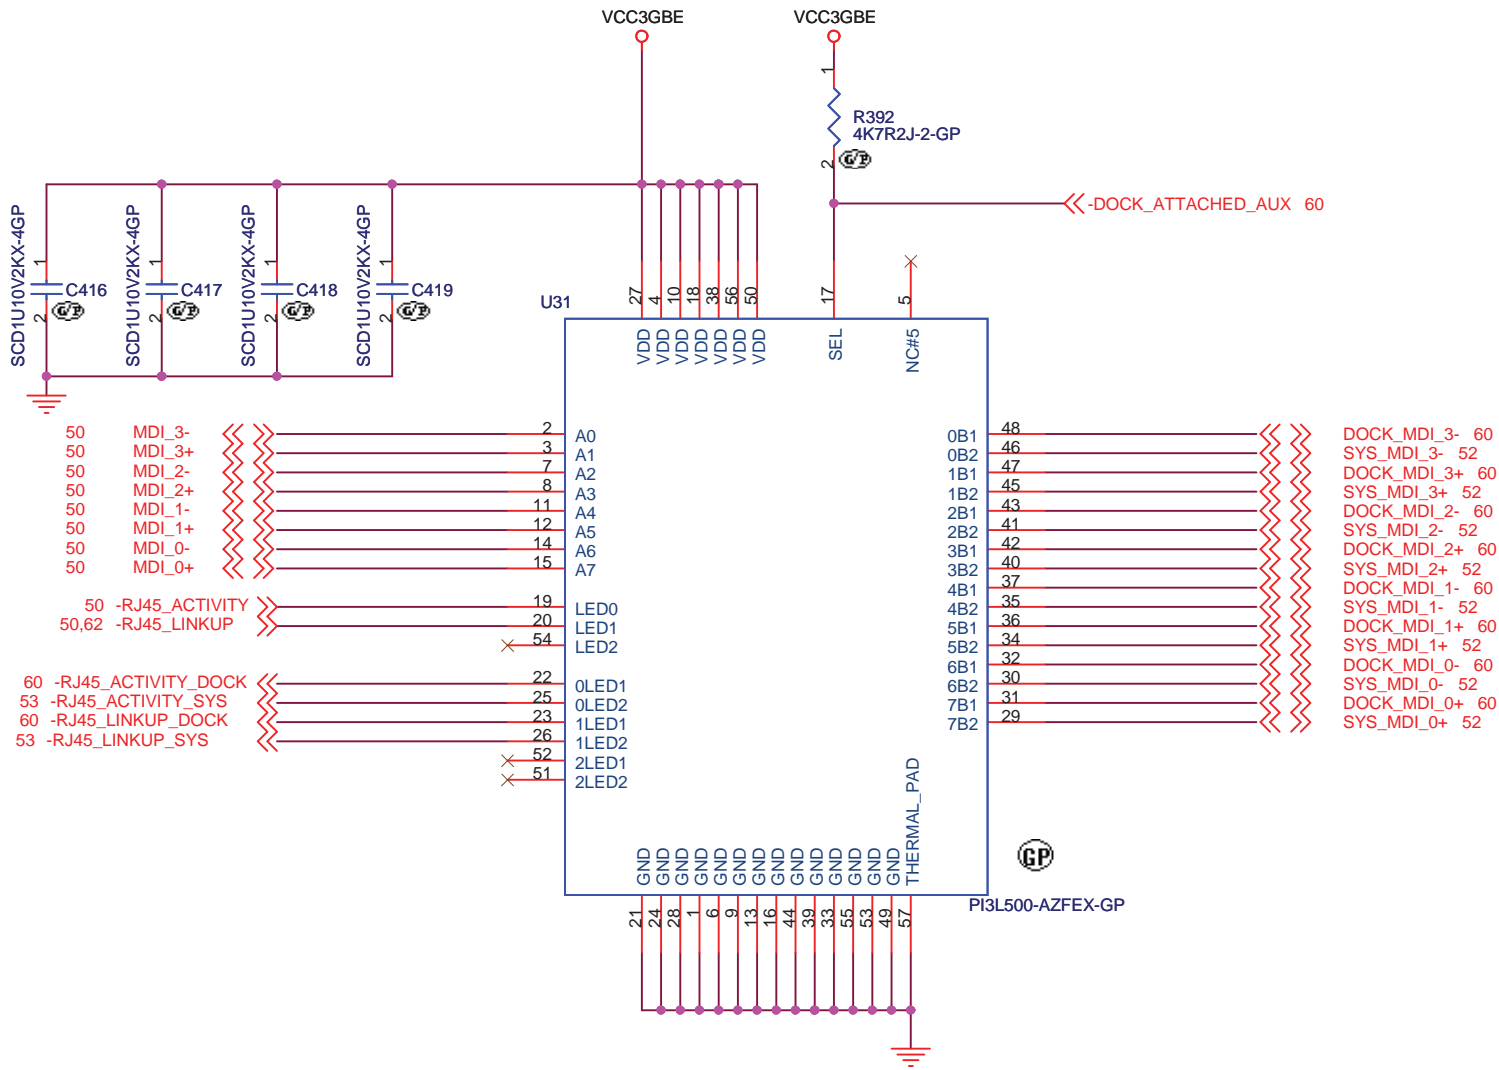 VCC3GBE
VCC3GBE
1
R392
4K7R2J-2-GP
2
G/P
-DOCK_ATTACHED_AUX 60
SCD1U10V2KX-4GP
1
C416
2
G/P
SCD1U10V2KX-4GP
1
C417
2
G/P
SCD1U10V2KX-4GP
1
C418
2
G/P
SCD1U10V2KX-4GP
1
C419
2
G/P
U31
27
4
10
18
38
56
50
17
5
VDD
VDD
VDD
VDD
VDD
VDD
VDD
SEL
NC#5
50 MDI_3- 2 A0
50 MDI_3+ 3 A1
50 MDI_2- 7 A2
50 MDI_2+ 8 A3
50 MDI_1- 11 A4
50 MDI_1+ 12 A5
50 MDI_0- 14 A6
50 MDI_0+ 15 A7
50 -RJ45_ACTIVITY 19 LED0
50,62 -RJ45_LINKUP 20 LED1
54 LED2
60 -RJ45_ACTIVITY_DOCK 22 0LED1
53 -RJ45_ACTIVITY_SYS 25 0LED2
60 -RJ45_LINKUP_DOCK 23 1LED1
53 -RJ45_LINKUP_SYS 26 1LED2
52 2LED1
51 2LED2
0B1 48 DOCK_MDI_3- 60
0B2 46 SYS_MDI_3- 52
1B1 47 DOCK_MDI_3+ 60
1B2 45 SYS_MDI_3+ 52
2B1 43 DOCK_MDI_2- 60
2B2 41 SYS_MDI_2- 52
3B1 42 DOCK_MDI_2+ 60
3B2 40 SYS_MDI_2+ 52
4B1 37 DOCK_MDI_1- 60
4B2 35 SYS_MDI_1- 52
5B1 36 DOCK_MDI_1+ 60
5B2 34 SYS_MDI_1+ 52
6B1 32 DOCK_MDI_0- 60
6B2 30 SYS_MDI_0- 52
7B1 31 DOCK_MDI_0+ 60
7B2 29 SYS_MDI_0+ 52
GND
GND
GND
GND
GND
GND
GND
GND
GND
GND
GND
GND
GND
GND
THERMAL_PAD
GP
PI3L500-AZFEX-GP
21
24
28
1
6
9
13
16
44
39
33
55
53
49
57